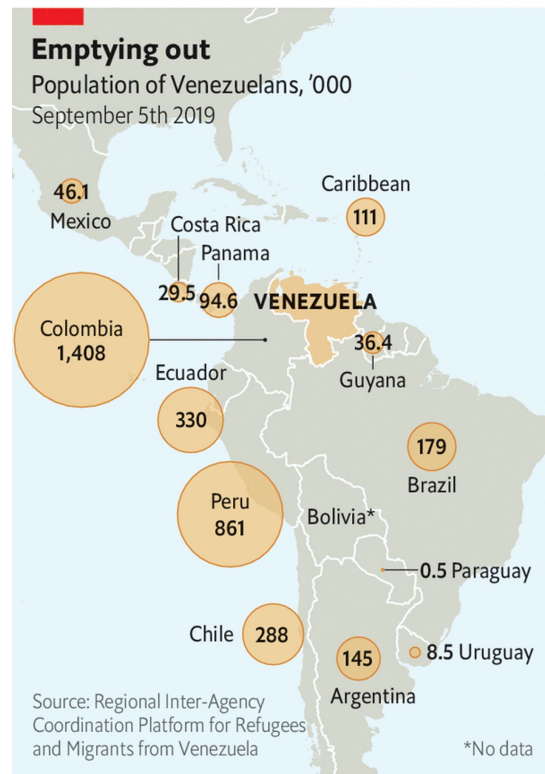 Emptying out
Population of Venezuelans, ’000
September 5th 2019
Caribbean
111
46.1
Mexico
Costa Rica
Panama
29.5
94.6
VENEZUELA
Colombia
1,408
36.4
Guyana
Ecuador
330
179
Brazil
Peru
861
Bolivia*
0.5 Paraguay
Chile
288
8.5 Uruguay
145
Argentina
Source: Regional Inter-Agency
Coordination Platform for Refugees
and Migrants from Venezuela
*No data